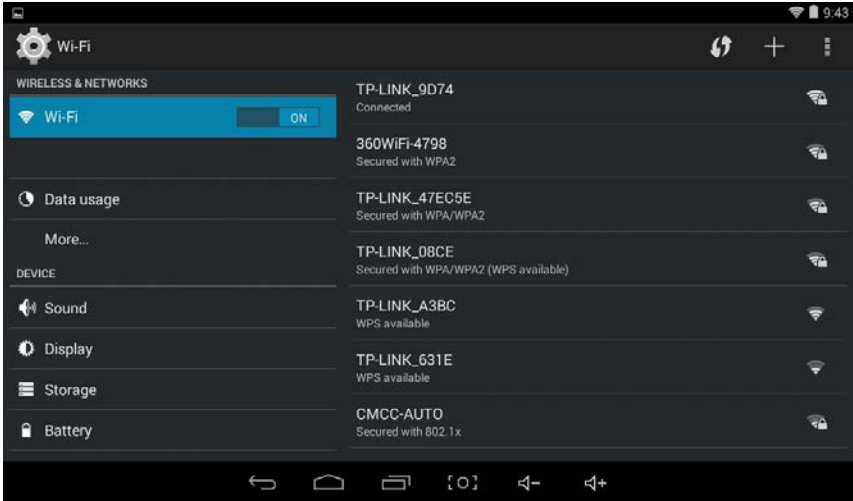 9:43
Wi-Fi
WIRELESS & NETWORKS
Wi-Fi
ON
Data usage
More...
DEVICE
Sound
Display
Storage
Battery
TP-LINK_9D74
Connected
360WiFi-4798
Secured with WPA2
TP-LINK_47EC5E
Secured with WPA/WPA2
TP-LINK_08CE
Secured with WPA/WPA2 (WPS available)
TP-LINK_A3BC
WPS available
TP-LINK_631E
WPS available
CMCC-AUTO
Secured with 802.1x